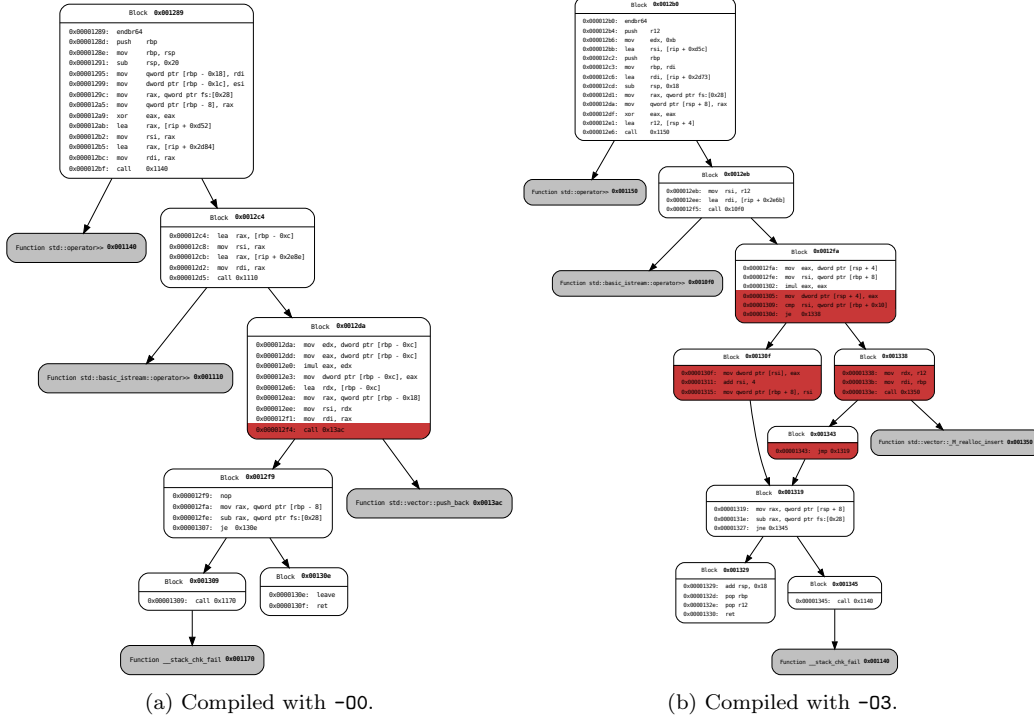 Block 0x001289
0x00001289: endbr64
0x0000128d: push rbp
0x0000128e: mov rbp, rsp
0x00001291: sub rsp, 0x20
0x00001295: mov qword ptr [rbp - 0x18], rdi
0x00001299: mov dword ptr [rbp - 0x1c], esi
0x0000129c: mov rax, qword ptr fs:[0x28]
0x000012a5: mov qword ptr [rbp - 8], rax
0x000012a9: xor eax, eax
0x000012ab: lea rax, [rip + 0xd52]
0x000012b2: mov rsi, rax
0x000012b5: lea rax, [rip + 0x2d84]
0x000012bc: mov rdi, rax
0x000012bf: call 0x1140
Function std::operator>> 0x001140
Block 0x0012c4
0x000012c4: lea rax, [rbp - 0xc]
0x000012c8: mov rsi, rax
0x000012cb: lea rax, [rip + 0x2e8e]
0x000012d2: mov rdi, rax
0x000012d5: call 0x1110
Function std::basic_istream::operator>> 0x001110
Block 0x0012da
0x000012da: mov edx, dword ptr [rbp - 0xc]
0x000012dd: mov eax, dword ptr [rbp - 0xc]
0x000012e0: imul eax, edx
0x000012e3: mov dword ptr [rbp - 0xc], eax
0x000012e6: lea rdx, [rbp - 0xc]
0x000012ea: mov rax, qword ptr [rbp - 0x18]
0x000012ee: mov rsi, rdx
0x000012f1: mov rdi, rax
0x000012f4: call 0x13ac
Block 0x0012f9
0x000012f9: nop
0x000012fa: mov rax, qword ptr [rbp - 8]
0x000012fe: sub rax, qword ptr fs:[0x28]
0x00001307: je 0x130e
Function std::vector::push_back 0x0013ac
Block 0x001309
0x00001309: call 0x1170
Block 0x00130e
0x0000130e: leave
0x0000130f: ret
Function __stack_chk_fail 0x001170
(a) Compiled with -O0.
Block 0x0012b0
0x000012b0: endbr64
0x000012b4: push r12
0x000012b6: mov edx, 0xb
0x000012bb: lea rsi, [rip + 0xd5c]
0x000012c2: push rbp
0x000012c3: mov rbp, rdi
0x000012c6: lea rdi, [rip + 0x2d73]
0x000012cd: sub rsp, 0x18
0x000012d1: mov rax, qword ptr fs:[0x28]
0x000012da: mov qword ptr [rsp + 8], rax
0x000012df: xor eax, eax
0x000012e1: lea r12, [rsp + 4]
0x000012e6: call 0x1150
Function std::operator>> 0x001150
Block 0x0012eb
0x000012eb: mov rsi, r12
0x000012ee: lea rdi, [rip + 0x2e6b]
0x000012f5: call 0x10f0
Function std::basic_istream::operator>> 0x0010f0
Block 0x0012fa
0x000012fa: mov eax, dword ptr [rsp + 4]
0x000012fe: mov rsi, qword ptr [rbp + 8]
0x00001302: imul eax, eax
0x00001305: mov dword ptr [rsp + 4], eax
0x00001309: cmp rsi, qword ptr [rbp + 0x10]
0x0000130d: je 0x1338
Block 0x00130f
0x0000130f: mov dword ptr [rsi], eax
0x00001311: add rsi, 4
0x00001315: mov qword ptr [rbp + 8], rsi
Block 0x001338
0x00001338: mov rdx, r12
0x0000133b: mov rdi, rbp
0x0000133e: call 0x1350
Block 0x001343
0x00001343: jmp 0x1319
Function std::vector::_M_realloc_insert 0x001350
Block 0x001319
0x00001319: mov rax, qword ptr [rsp + 8]
0x0000131e: sub rax, qword ptr fs:[0x28]
0x00001327: jne 0x1345
Block 0x001329
0x00001329: add rsp, 0x18
0x0000132d: pop rbp
0x0000132e: pop r12
0x00001330: ret
Block 0x001345
0x00001345: call 0x1140
Function __stack_chk_fail 0x001140
(b) Compiled with -O3.